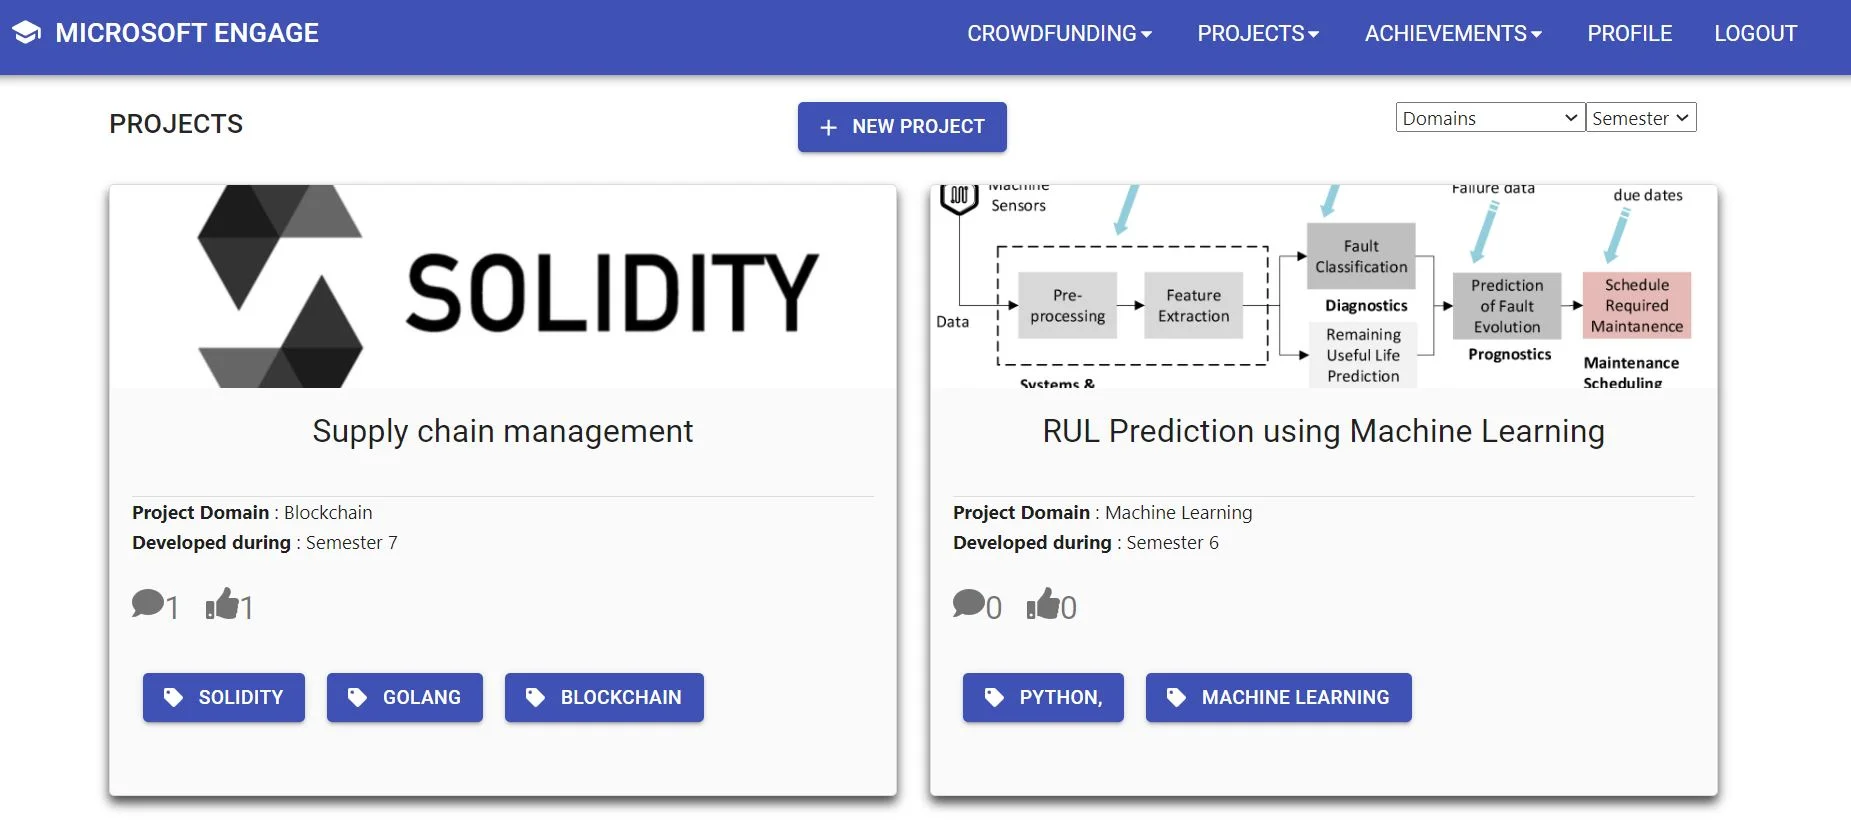 MICROSOFT ENGAGE
CROWDFUNDING PROJECTS ACHIEVEMENTS PROFILE LOGOUT
PROJECTS
NEW PROJECT
Domains Semester
SOLIDITY
Supply chain management
Project Domain : Blockchain
Developed during : Semester 7
1 1
SOLIDITY GOLANG BLOCKCHAIN
Machine
Sensors
Data
Pre-
processing
Feature
Extraction
Systems &
Fault
Classification
Diagnostics
Remaining
Useful Life
Prediction
Failure data
Prediction
of Fault
Evolution
Prognostics
due dates
Schedule
Required
Maintanence
Maintenance
Scheduling
RUL Prediction using Machine Learning
Project Domain : Machine Learning
Developed during : Semester 6
0 0
PYTHON, MACHINE LEARNING